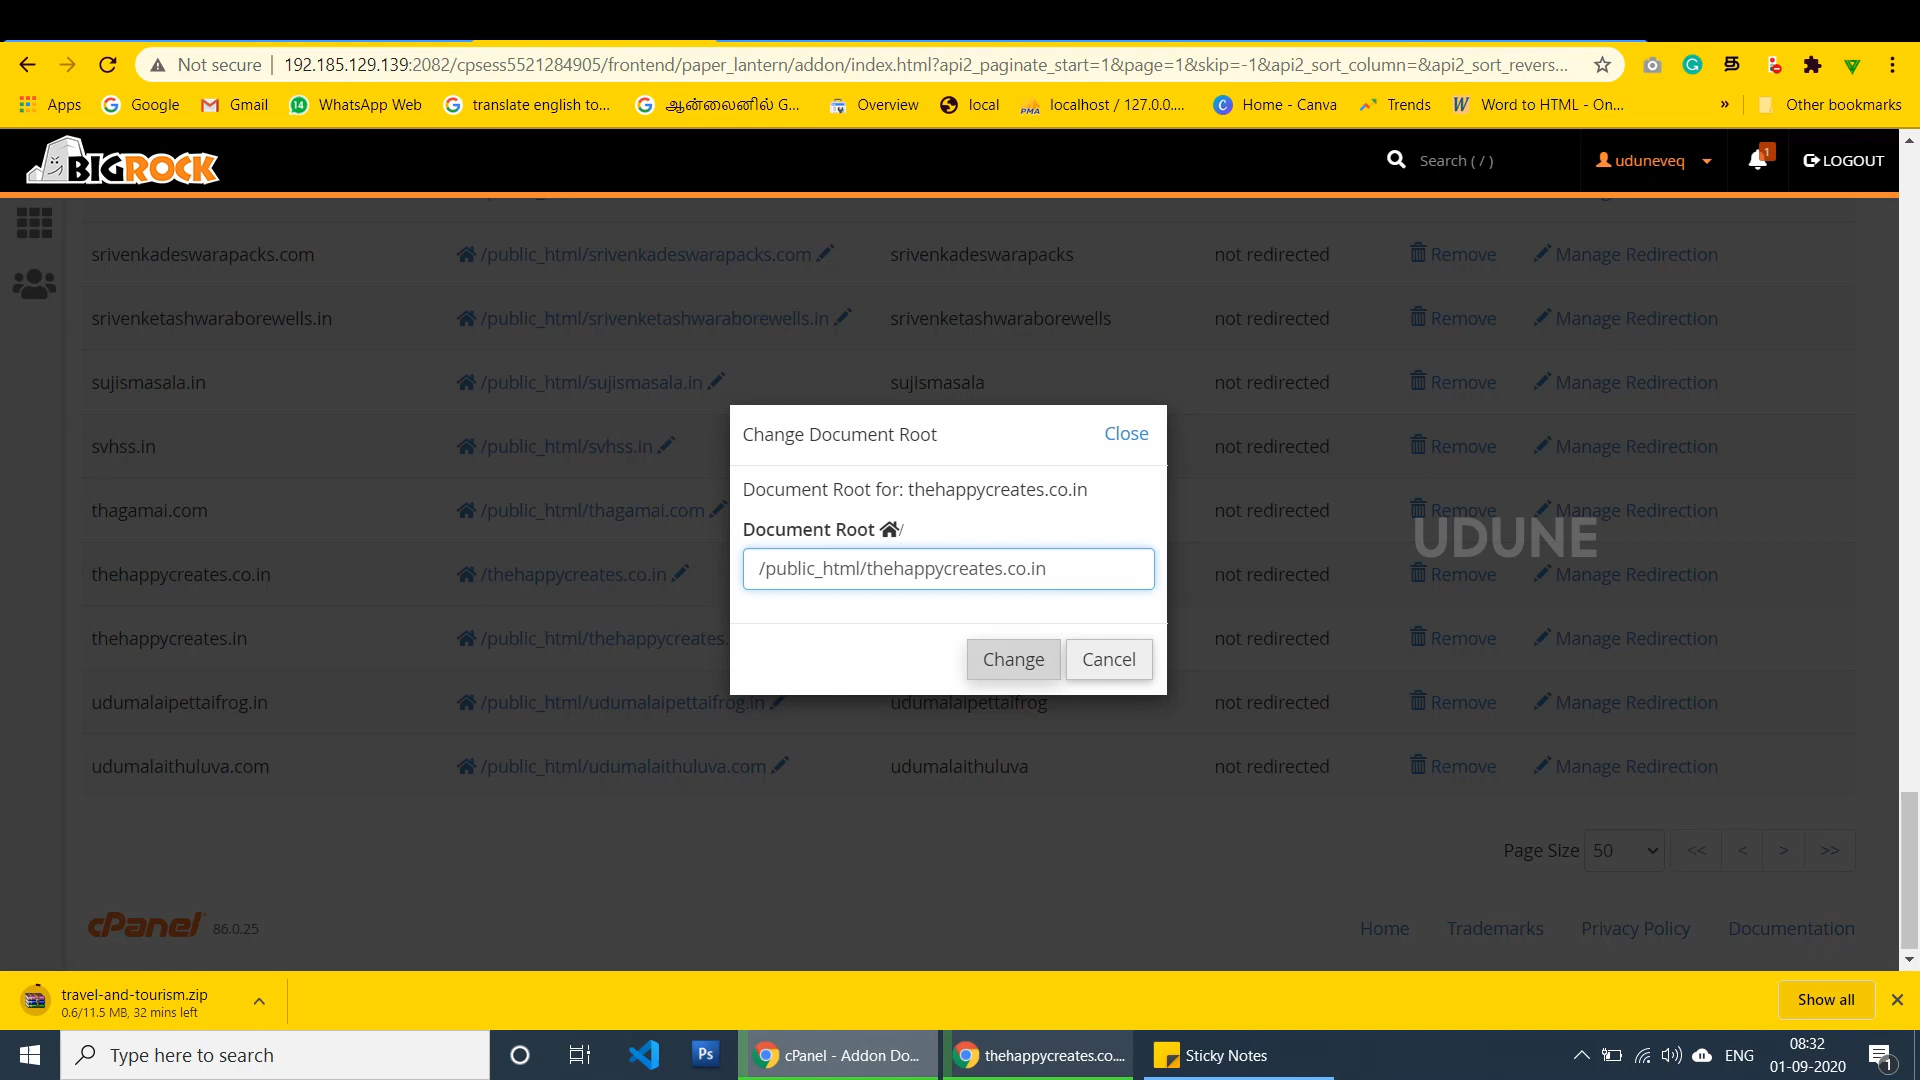 Not secure | 192.185.129.139:2082/cpsess5521284905/frontend/paper_lantern/addon/index.html?api2_paginate_start=1&page=1&skip=-1&api2_sort_column=&api2_sort_revers...
Apps Google Gmail WhatsApp Web translate english to... ஆன்லைனில் G... Overview local localhost / 127.0.0.... Home - Canva Trends Word to HTML - On... » Other bookmarks
BIGROCK Search ( / ) uduneveq 1 LOGOUT
srivenkadeswarapacks.com /public_html/srivenkadeswarapacks.com srivenkadeswarapacks not redirected Remove Manage Redirection
srivenketashwaraborewells.in /public_html/srivenketashwaraborewells.in srivenketashwaraborewells not redirected Remove Manage Redirection
sujismasala.in /public_html/sujismasala.in sujismasala not redirected Remove Manage Redirection
svhss.in /public_html/svhss.in not redirected Remove Manage Redirection
thagamai.com /public_html/thagamai.com not redirected Remove Manage Redirection
UDUNE
thehappycreates.co.in /thehappycreates.co.in not redirected Remove Manage Redirection
thehappycreates.in /public_html/thehappycreates. not redirected Remove Manage Redirection
udumalaipettaifrog.in /public_html/udumalaipettaifrog.in udumalaipettaifrog not redirected Remove Manage Redirection
udumalaithuluva.com /public_html/udumalaithuluva.com udumalaithuluva not redirected Remove Manage Redirection
Change Document Root Close
Document Root for: thehappycreates.co.in
Document Root /
/public_html/thehappycreates.co.in
Change Cancel
Page Size 50 << < > >>
cPanel 86.0.25 Home Trademarks Privacy Policy Documentation
travel-and-tourism.zip
0.6/11.5 MB, 32 mins left
Show all
Type here to search Ps cPanel - Addon Do... thehappycreates.co.... Sticky Notes ENG
08:32
01-09-2020
1